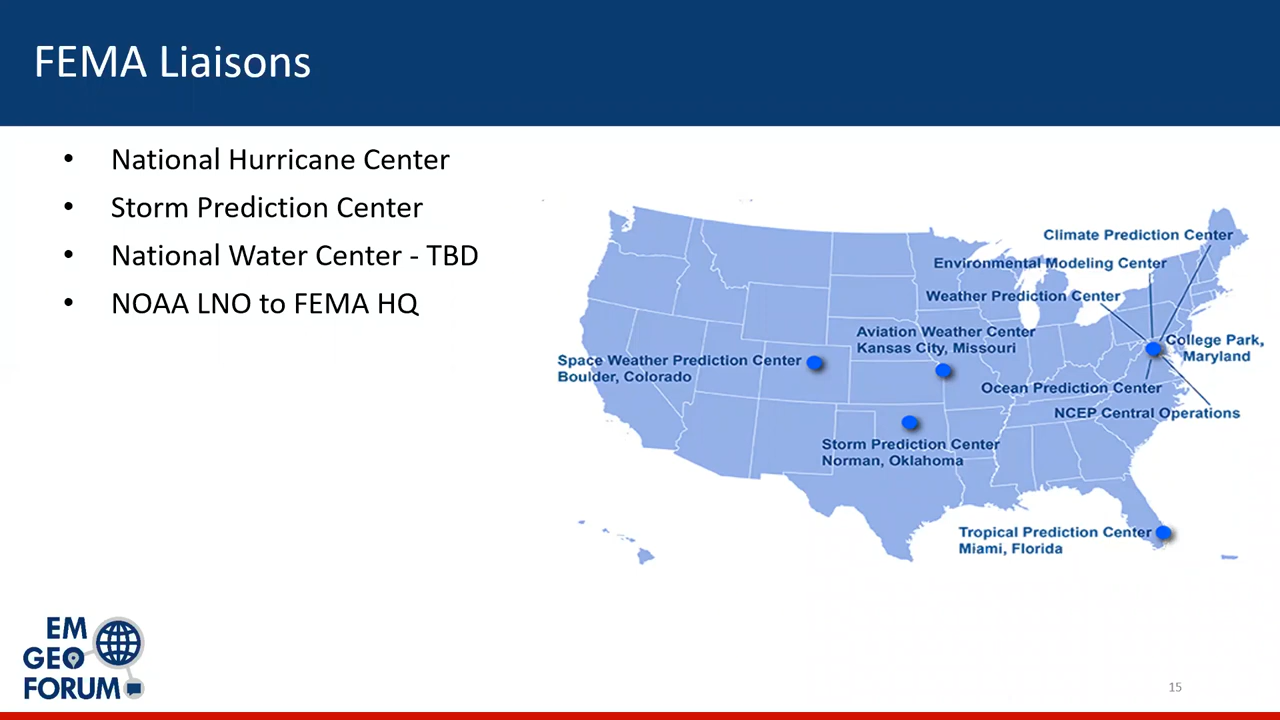 FEMA Liaisons
• National Hurricane Center
• Storm Prediction Center
• National Water Center - TBD
• NOAA LNO to FEMA HQ
Climate Prediction Center
Environmental Modeling Center
Weather Prediction Center
Aviation Weather Center
Kansas City, Missouri
College Park,
Maryland
Space Weather Prediction Center
Boulder, Colorado
Ocean Prediction Center
NCEP Central Operations
Storm Prediction Center
Norman, Oklahoma
Tropical Prediction Center
Miami, Florida
EM
GEO
FORUM
15